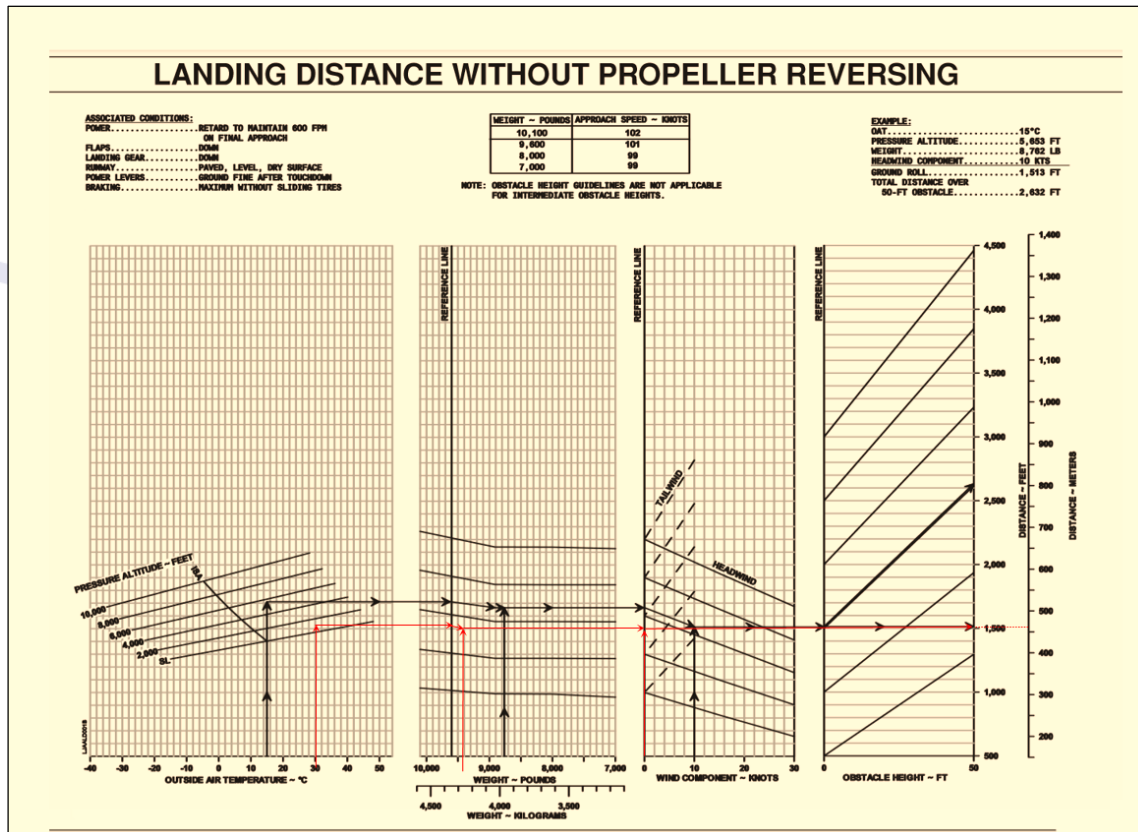 LANDING DISTANCE WITHOUT PROPELLER REVERSING
ASSOCIATED CONDITIONS:
POWER....................RETARD TO MAINTAIN 600 FPM
ON FINAL APPROACH
FLAPS....................DOWN
LANDING GEAR.............DOWN
RUNWAY...................PAVED, LEVEL, DRY SURFACE
POWER LEVERS.............GROUND FINE AFTER TOUCHDOWN
BRAKING..................MAXIMUM WITHOUT SLIDING TIRES
WEIGHT ~ POUNDS APPROACH SPEED ~ KNOTS
10,100 102
9,600 101
8,000 99
7,000 99
NOTE: OBSTACLE HEIGHT GUIDELINES ARE NOT APPLICABLE
FOR INTERMEDIATE OBSTACLE HEIGHTS.
EXAMPLE:
OAT......................15°C
PRESSURE ALTITUDE........5,653 FT
WEIGHT...................8,762 LB
HEADWIND COMPONENT.......10 KTS
GROUND ROLL..............1,513 FT
TOTAL DISTANCE OVER
50-FT OBSTACLE...........2,632 FT
PRESSURE ALTITUDE ~ FEET
ISA
10,000
8,000
6,000
4,000
2,000
SL
LJAALD0018
-40 -30 -20 -10 0 10 20 30 40 50
OUTSIDE AIR TEMPERATURE ~ °C
REFERENCE LINE
10,000 9,000 8,000 7,000
WEIGHT ~ POUNDS
4,500 4,000 3,500
WEIGHT ~ KILOGRAMS
REFERENCE LINE
TAILWIND
HEADWIND
0 10 20 30
WIND COMPONENT ~ KNOTS
REFERENCE LINE
0 50
OBSTACLE HEIGHT ~ FT
4,500
4,000
3,500
3,000
2,500
2,000
1,500
1,000
500
DISTANCE ~ FEET
1,400
1,300
1,200
1,100
1,000
900
800
700
600
500
400
300
200
DISTANCE ~ METERS